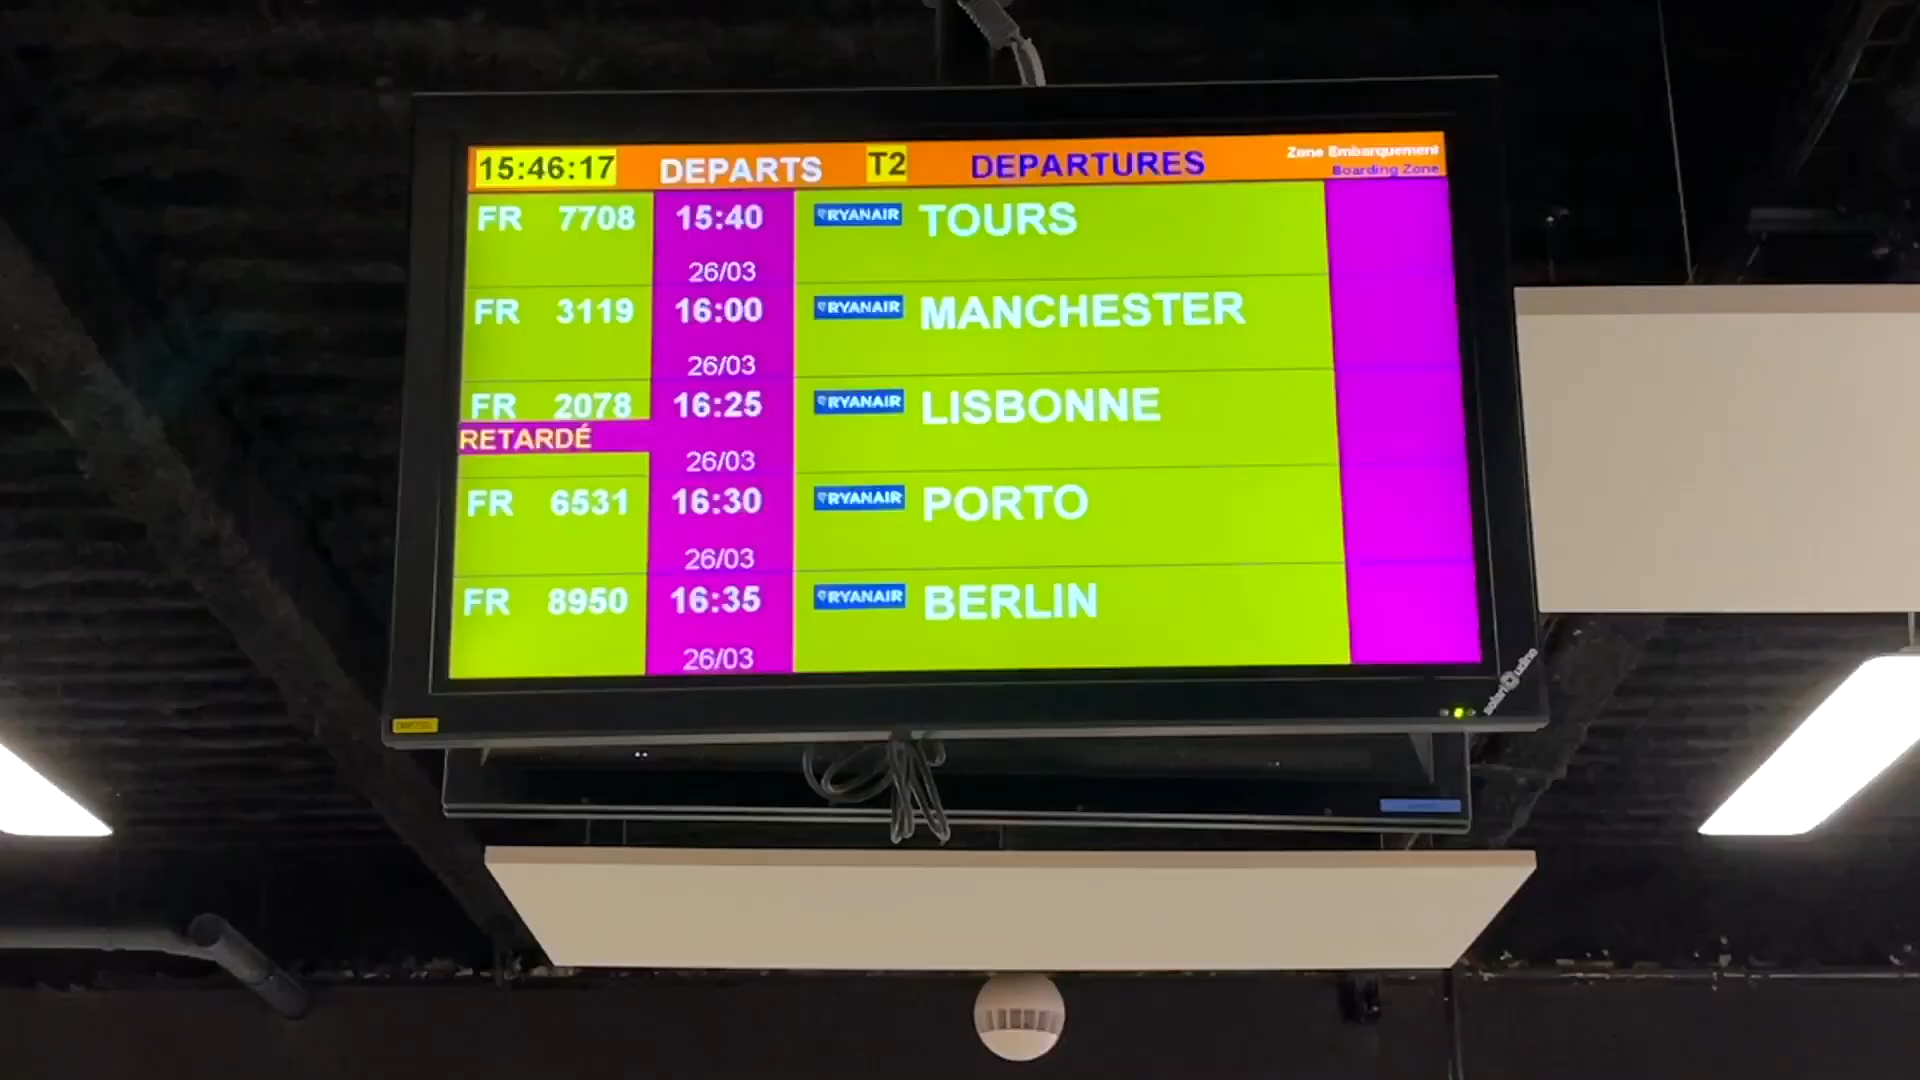 15:46:17 DEPARTS T2 DEPARTURES Zone Embarquement
Boarding Zone
FR 7708 15:40 RYANAIR TOURS
26/03
FR 3119 16:00 RYANAIR MANCHESTER
26/03
FR 2078 16:25 RYANAIR LISBONNE
RETARDÉ
26/03
FR 6531 16:30 RYANAIR PORTO
26/03
FR 8950 16:35 RYANAIR BERLIN
26/03
solari udine